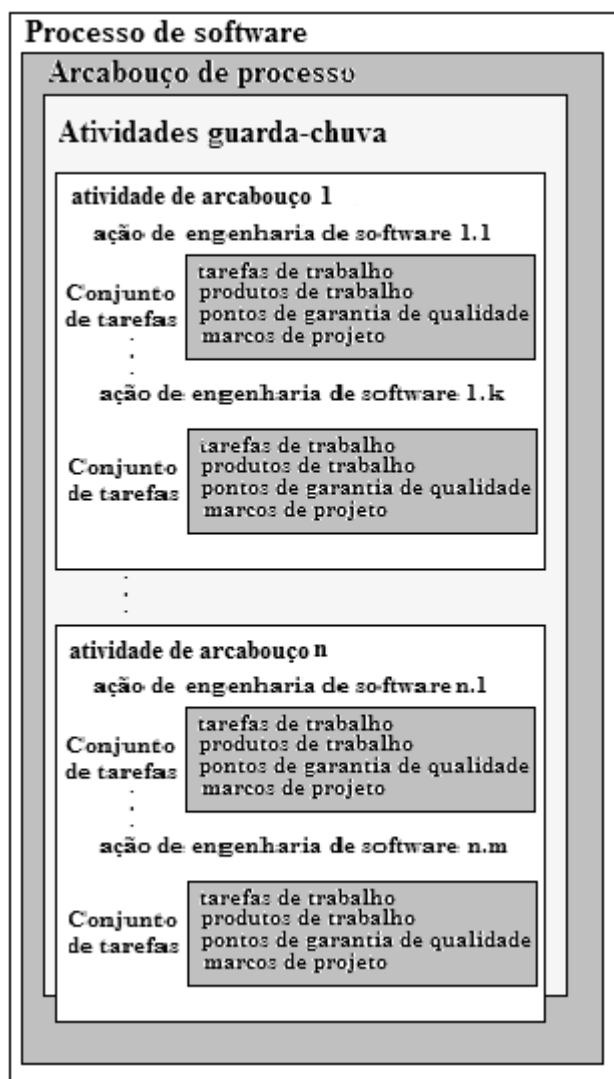 Processo de software
Arcabouço de processo
Atividades guarda-chuva
atividade de arcabouço 1
ação de engenharia de software 1.1
Conjunto
de tarefas
tarefas de trabalho
produtos de trabalho
pontos de garantia de qualidade
marcos de projeto
ação de engenharia de software 1.k
Conjunto
de tarefas
tarefas de trabalho
produtos de trabalho
pontos de garantia de qualidade
marcos de projeto
atividade de arcabouço n
ação de engenharia de software n.1
Conjunto
de tarefas
tarefas de trabalho
produtos de trabalho
pontos de garantia de qualidade
marcos de projeto
ação de engenharia de software n.m
Conjunto
de tarefas
tarefas de trabalho
produtos de trabalho
pontos de garantia de qualidade
marcos de projeto